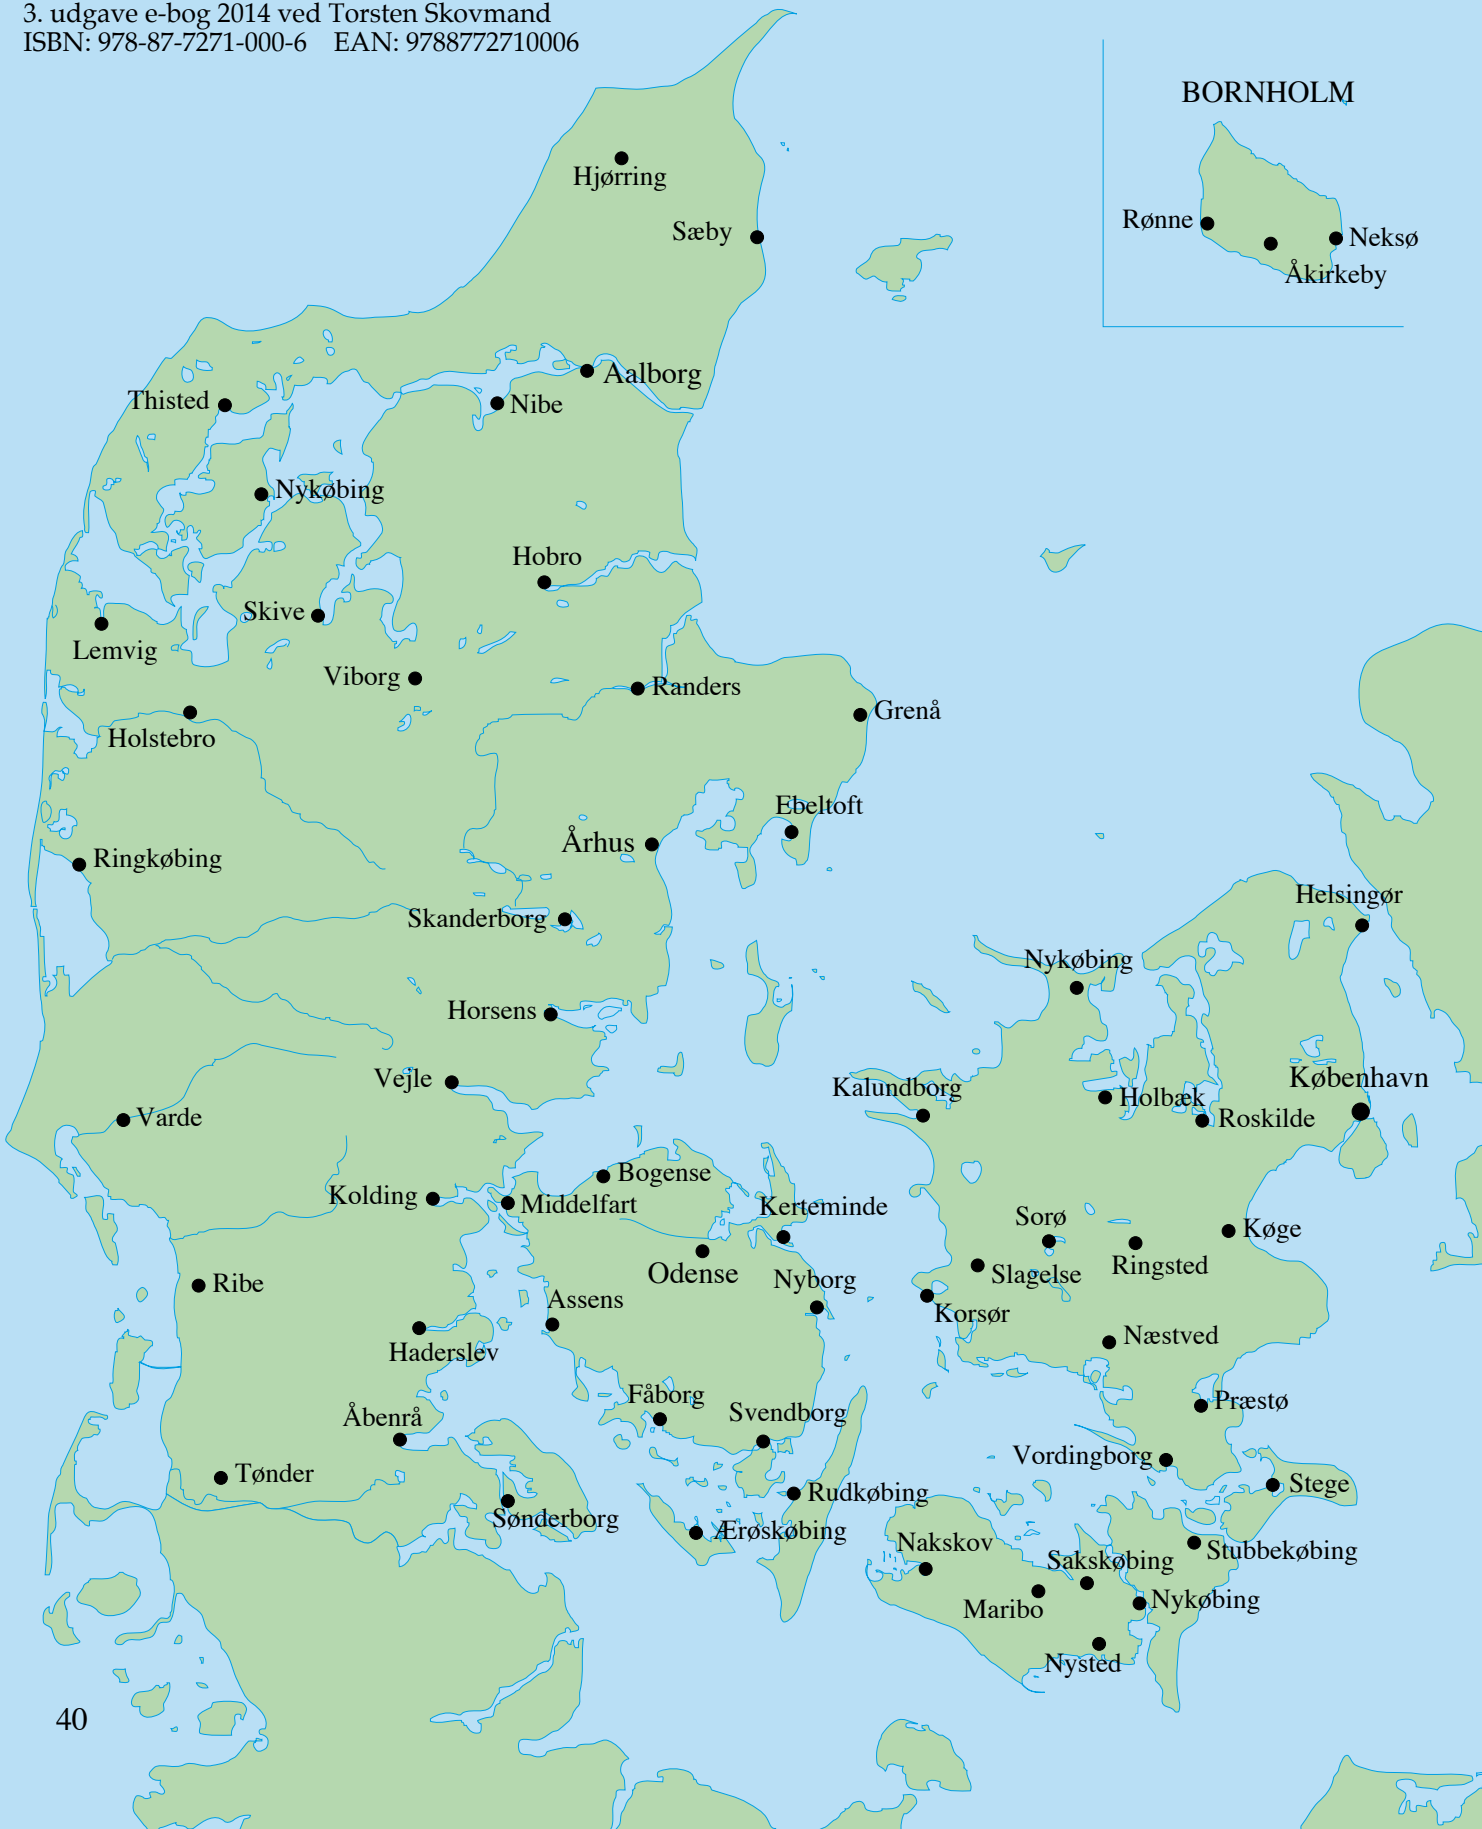 3. udgave e-bog 2014 ved Torsten Skovmand
ISBN: 978-87-7271-000-6 EAN: 9788772710006
BORNHOLM
Hjørring
Sæby
Rønne
Neksø
Åkirkeby
Aalborg
Thisted
Nibe
Nykøbing
Hobro
Skive
Lemvig
Viborg
Randers
Grenå
Holstebro
Ebeltoft
Århus
Ringkøbing
Helsingør
Skanderborg
Nykøbing
Horsens
Vejle
København
Kalundborg
Holbæk
Varde
Roskilde
Bogense
Kolding
Middelfart
Kerteminde
Sorø
Køge
Odense
Ringsted
Slagelse
Ribe
Nyborg
Assens
Korsør
Næstved
Haderslev
Fåborg
Præstø
Svendborg
Åbenrå
Vordingborg
Tønder
Stege
Rudkøbing
Sønderborg
Ærøskøbing
Nakskov
Stubbekøbing
Sakskøbing
Nykøbing
Maribo
Nysted
40